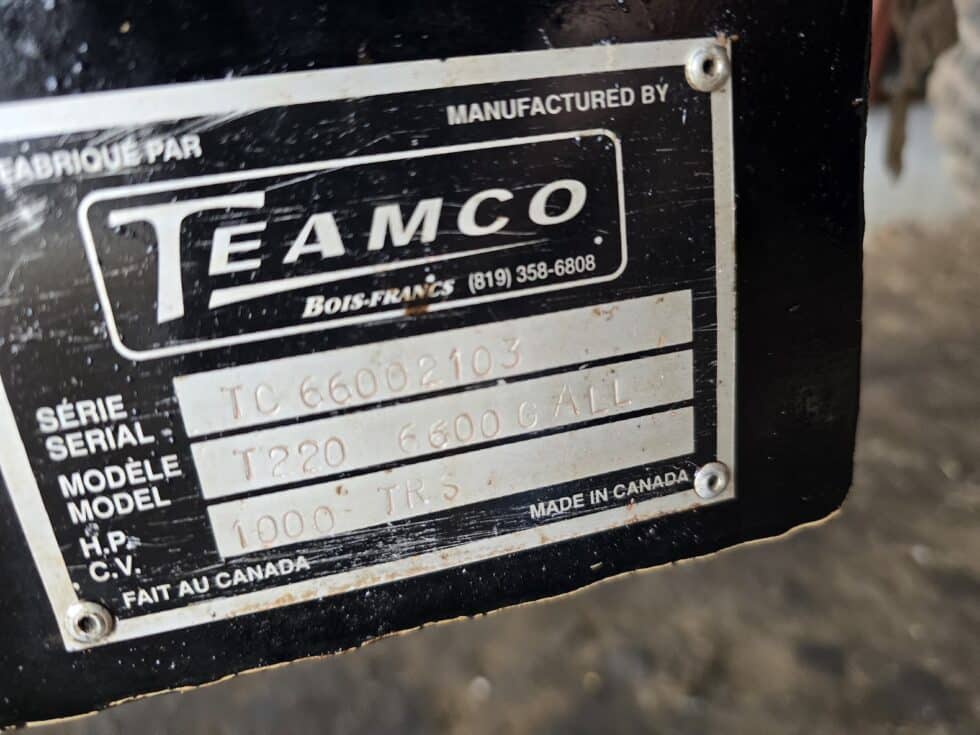 FABRIQUÉ PAR MANUFACTURED BY
TEAMCO
BOIS-FRANCS (819) 358-6808
SÉRIE
SERIAL TC 66002103
MODÈLE
MODEL T220 6600 GALL
H.P.
C.V. 1000 TRS
FAIT AU CANADA MADE IN CANADA